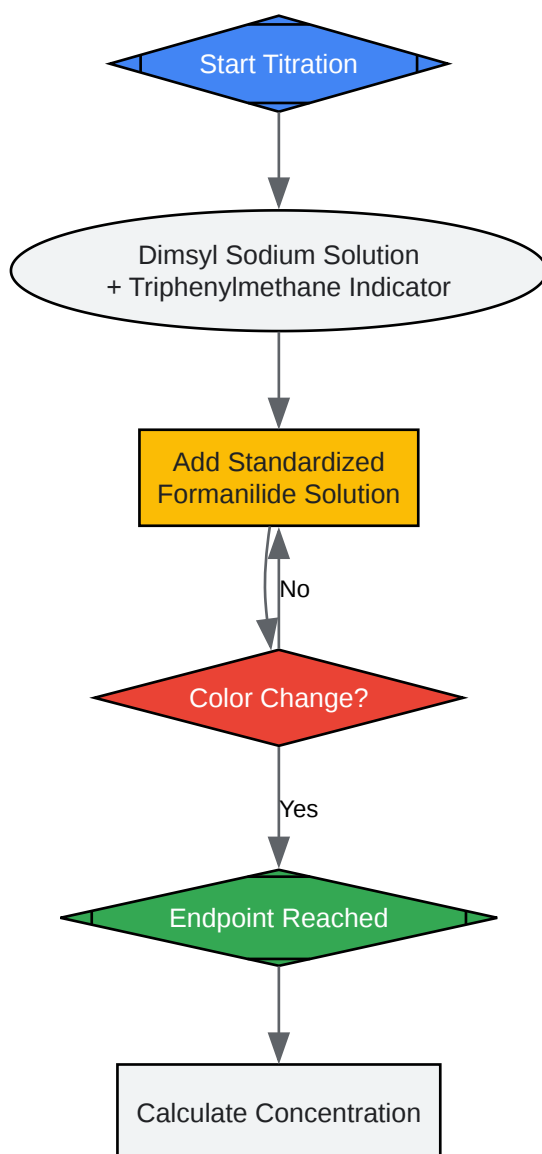 Start Titration
Dimsyl Sodium Solution
+ Triphenylmethane Indicator
Add Standardized
Formanilide Solution
No
Color Change?
Yes
Endpoint Reached
Calculate Concentration